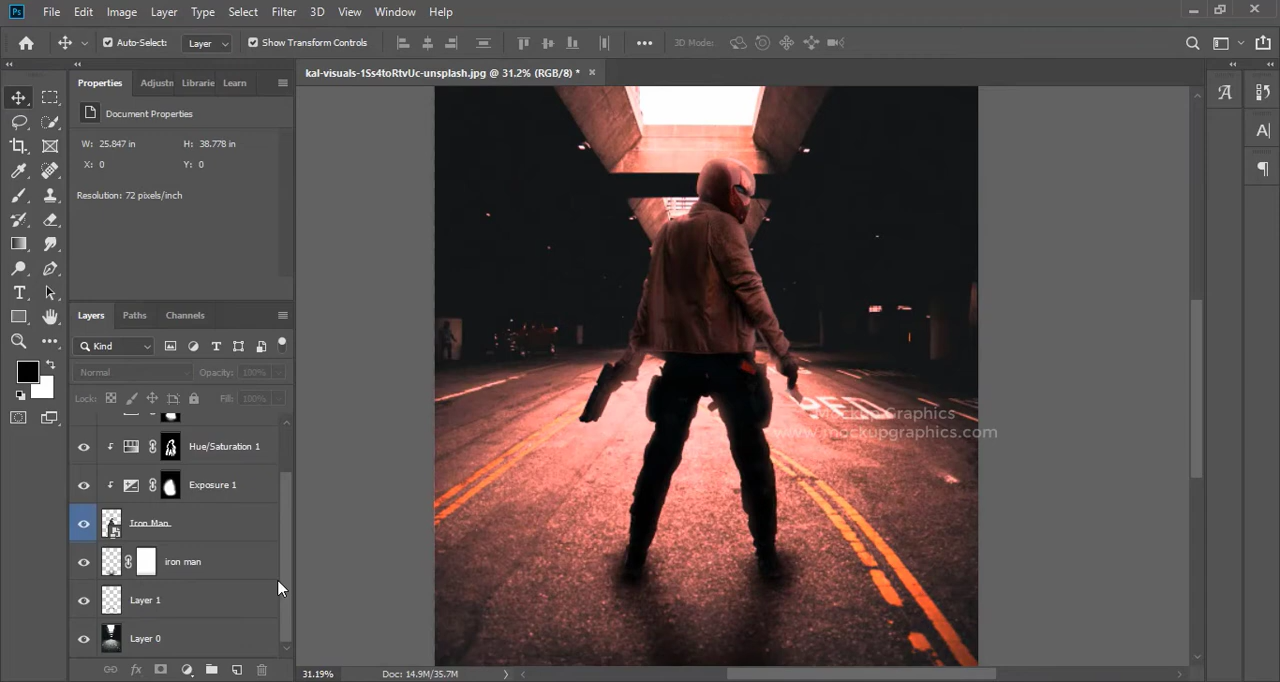 Ps File Edit Image Layer Type Select Filter 3D View Window Help
Auto-Select: Layer Show Transform Controls 3D Mode:
kal-visuals-1Ss4toRtvUc-unsplash.jpg @ 31.2% (RGB/8) *
Properties Adjustn Librarie Learn
Document Properties
W: 25.847 in H: 38.778 in
X: 0 Y: 0
Resolution: 72 pixels/inch
Layers Paths Channels
Kind
Normal Opacity: 100%
Lock: Fill: 100%
Hue/Saturation 1
Exposure 1
Iron Man
iron man
Layer 1
Layer 0
Mockup Graphics
www.mockupgraphics.com
31.19% Doc: 14.9M/35.7M